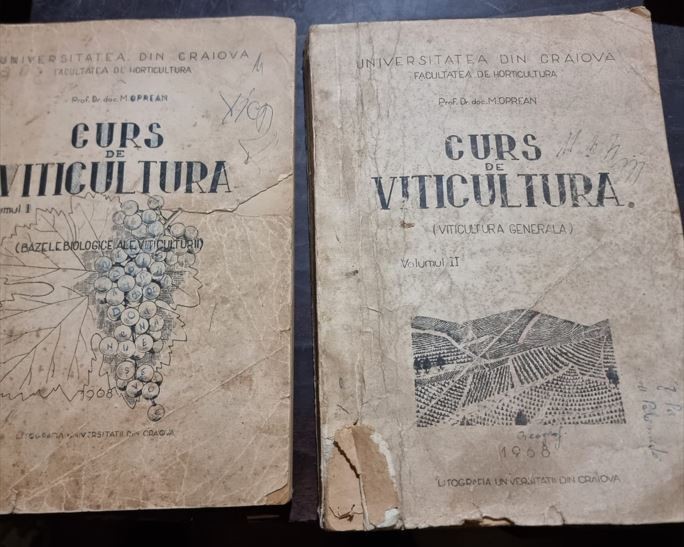 UNIVERSITATEA DIN CRAIOVA
FACULTATEA DE HORTICULTURA
Prof. Dr. doc. M. OPREAN
CURS
DE
VITICULTURA
(BAZELE BIOLOGICE ALE VITICULTURII)
1968
LITOGRAFIA UNIVERSITATII DIN CRAIOVA
UNIVERSITATEA DIN CRAIOVA
FACULTATEA DE HORTICULTURA
Prof. Dr. doc. M. OPREAN
CURS
DE
VITICULTURA.
(VITICULTURA GENERALA)
Volumul II
1968
LITOGRAFIA UNIVERSITATII DIN CRAIOVA